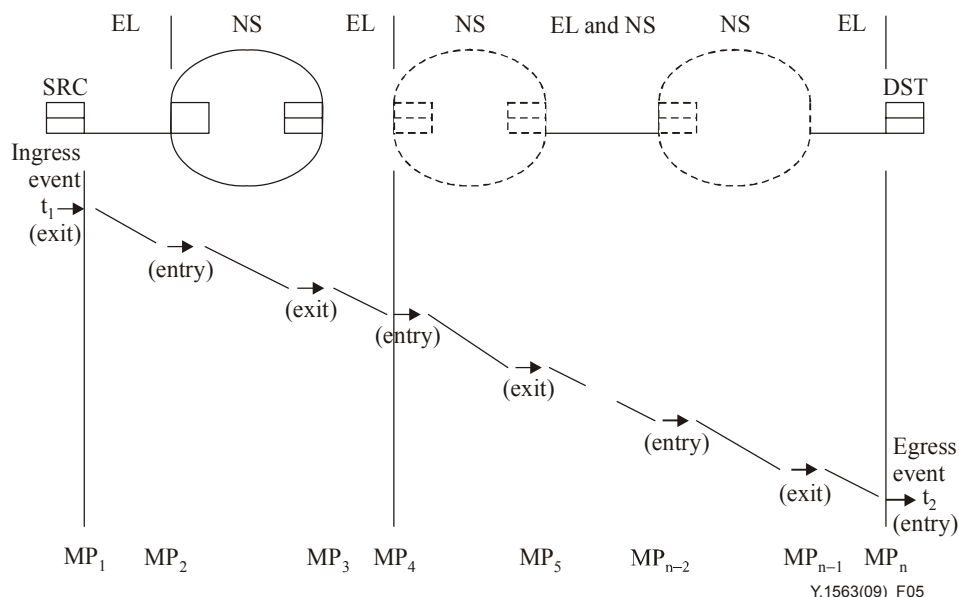 EL NS EL NS EL and NS NS EL
SRC DST
Ingress
event
t1
(exit)
(entry)
(exit)
(entry)
(exit)
(entry)
(exit)
Egress
event
t2
(entry)
MP1 MP2 MP3 MP4 MP5 MPn–2 MPn–1 MPn
Y.1563(09)_F05